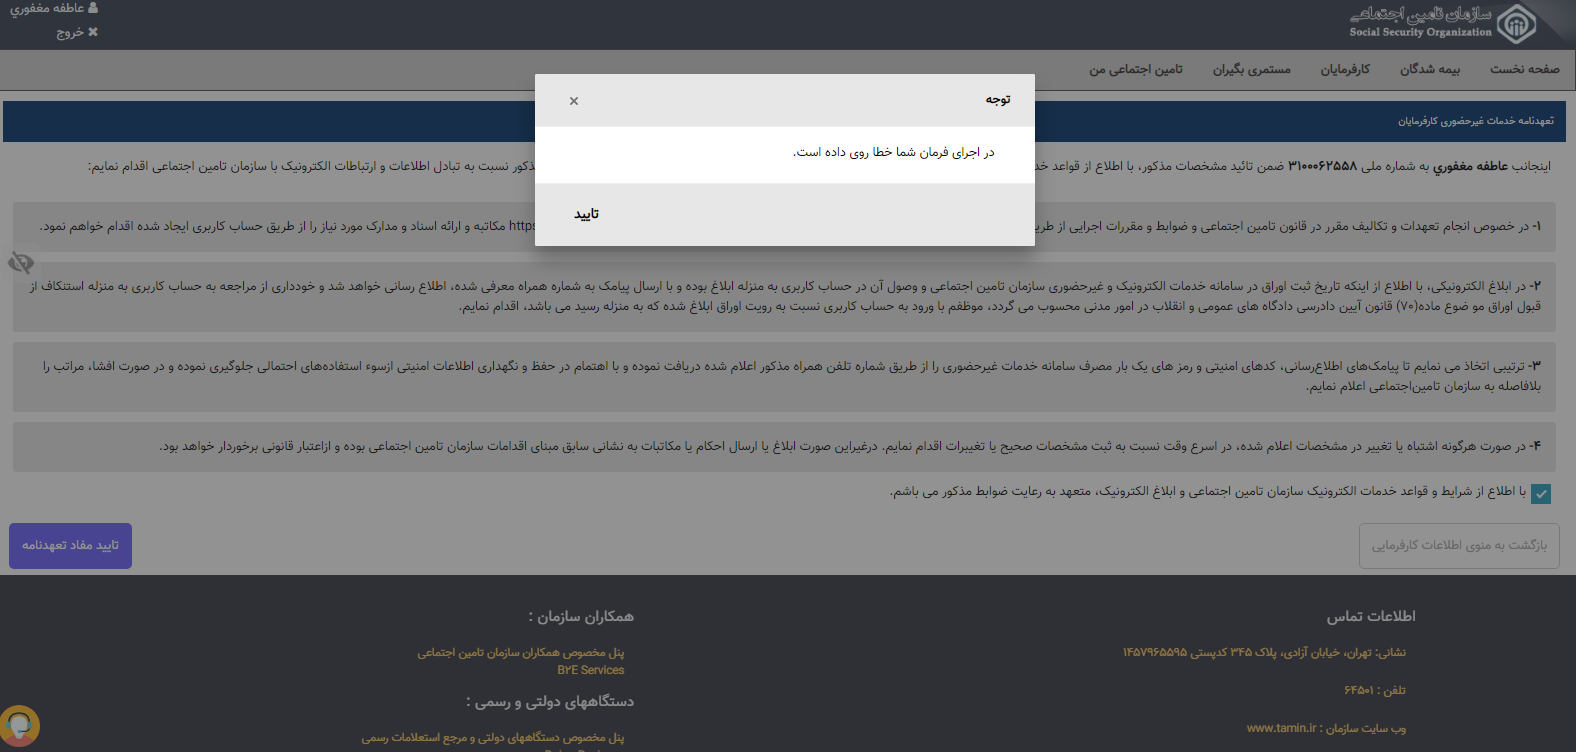 عاطفه مغفوري
خروج
سازمان تامین اجتماعی
Social Security Organization
صفحه نخست
بیمه شدگان
کارفرمایان
مستمری بگیران
تامین اجتماعی من
توجه
×
در اجرای فرمان شما خطا روی داده است.
تایید
تعهدنامه خدمات غیرحضوری کارفرمایان
اینجانب عاطفه مغفوري به شماره ملی ۳۱۰۰۰۶۲۵۵۸ ضمن تائید مشخصات مذکور، با اطلاع از قواعد
ذکور نسبت به تبادل اطلاعات و ارتباطات الکترونیک با سازمان تامین اجتماعی اقدام نمایم:
۱- در خصوص انجام تعهدات و تکالیف مقرر در قانون تامین اجتماعی و ضوابط و مقررات اجرایی از
https مکاتبه و ارائه اسناد و مدارک مورد نیاز را از طریق حساب کاربری ایجاد شده اقدام خواهم نمود.
۲- در ابلاغ الکترونیکی، با اطلاع از اینکه تاریخ ثبت اوراق در سامانه خدمات الکترونیک و غیرحضوری سازمان تامین اجتماعی و وصول آن در حساب کاربری به منزله ابلاغ بوده و با ارسال پیامک به شماره همراه معرفی شده، اطلاع رسانی خواهد شد و خودداری از مراجعه به حساب کاربری به منزله استنکاف از
قبول اوراق مو ضوع ماده(۷۰) قانون آیین دادرسی دادگاه های عمومی و انقلاب در امور مدنی محسوب می گردد، موظفم با ورود به حساب کاربری نسبت به رویت اوراق ابلاغ شده که به منزله رسید می باشد، اقدام نمایم.
۳- ترتیبی اتخاذ می نمایم تا پیامک‌های اطلاع‌رسانی، کدهای امنیتی و رمز های یک بار مصرف سامانه خدمات غیرحضوری را از طریق شماره تلفن همراه مذکور اعلام شده دریافت نموده و با اهتمام در حفظ و نگهداری اطلاعات امنیتی ازسوء استفاده‌های احتمالی جلوگیری نموده و در صورت افشا، مراتب را
بلافاصله به سازمان تامین‌اجتماعی اعلام نمایم.
۴- در صورت هرگونه اشتباه یا تغییر در مشخصات اعلام شده، در اسرع وقت نسبت به ثبت مشخصات صحیح یا تغییرات اقدام نمایم. درغیراین صورت ابلاغ یا ارسال احکام یا مکاتبات به نشانی سابق مبنای اقدامات سازمان تامین اجتماعی بوده و ازاعتبار قانونی برخوردار خواهد بود.
با اطلاع از شرایط و قواعد خدمات الکترونیک سازمان تامین اجتماعی و ابلاغ الکترونیک، متعهد به رعایت ضوابط مذکور می باشم.
بازگشت به منوی اطلاعات کارفرمایی
تایید مفاد تعهدنامه
اطلاعات تماس
نشانی: تهران، خیابان آزادی، پلاک ۳۴۵ کدپستی ۱۴۵۷۹۶۵۵۹۵
تلفن : ۶۴۵۰۱
وب سایت سازمان : www.tamin.ir
همکاران سازمان :
پنل مخصوص همکاران سازمان تامین اجتماعی
B۲E Services
دستگاههای دولتی و رسمی :
پنل مخصوص دستگاههای دولتی و مرجع استعلامات رسمی